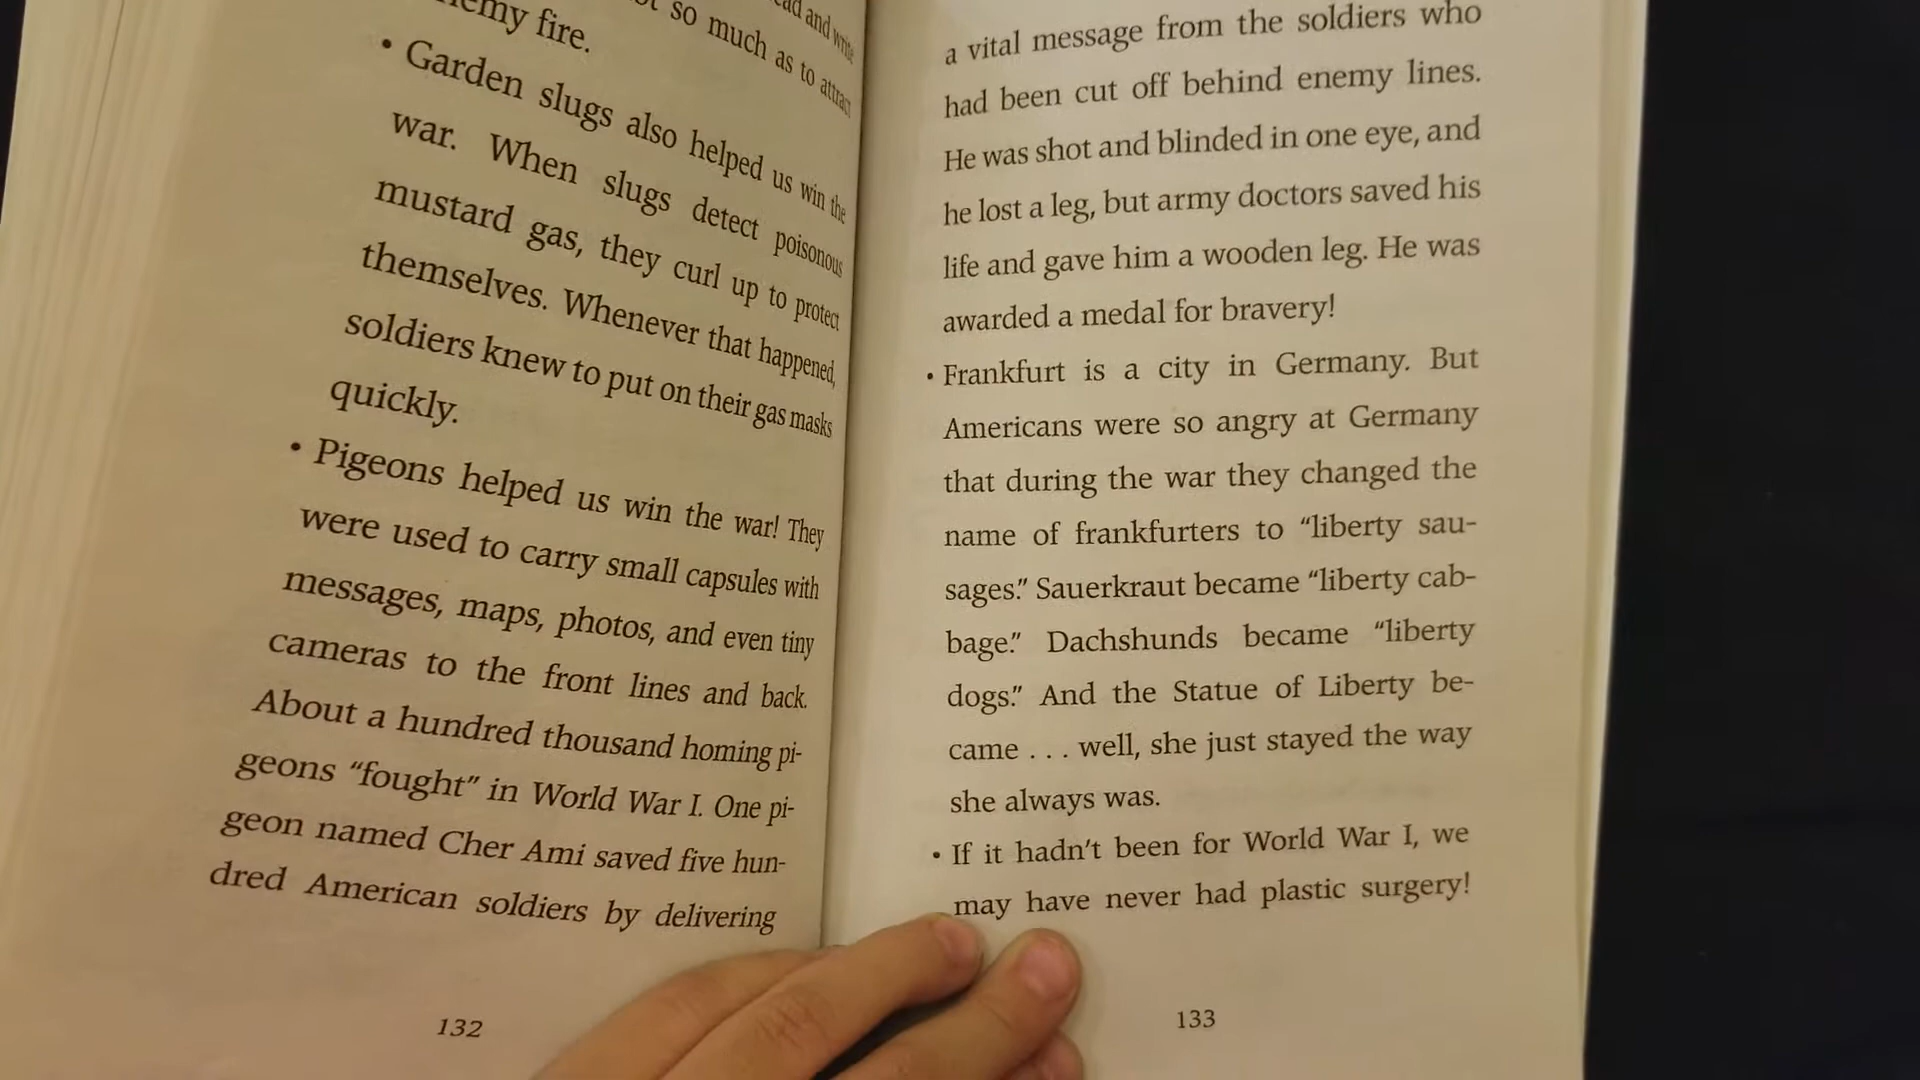 ead and write
so much as to attract
enemy fire.
• Garden slugs also helped us win the
war. When slugs detect poisonous
mustard gas, they curl up to protect
themselves. Whenever that happened,
soldiers knew to put on their gas masks
quickly.
• Pigeons helped us win the war! They
were used to carry small capsules with
messages, maps, photos, and even tiny
cameras to the front lines and back.
About a hundred thousand homing pi-
geons “fought” in World War I. One pi-
geon named Cher Ami saved five hun-
dred American soldiers by delivering
132
a vital message from the soldiers who
had been cut off behind enemy lines.
He was shot and blinded in one eye, and
he lost a leg, but army doctors saved his
life and gave him a wooden leg. He was
awarded a medal for bravery!
• Frankfurt is a city in Germany. But
Americans were so angry at Germany
that during the war they changed the
name of frankfurters to “liberty sau-
sages.” Sauerkraut became “liberty cab-
bage.” Dachshunds became “liberty
dogs.” And the Statue of Liberty be-
came . . . well, she just stayed the way
she always was.
• If it hadn’t been for World War I, we
may have never had plastic surgery!
133